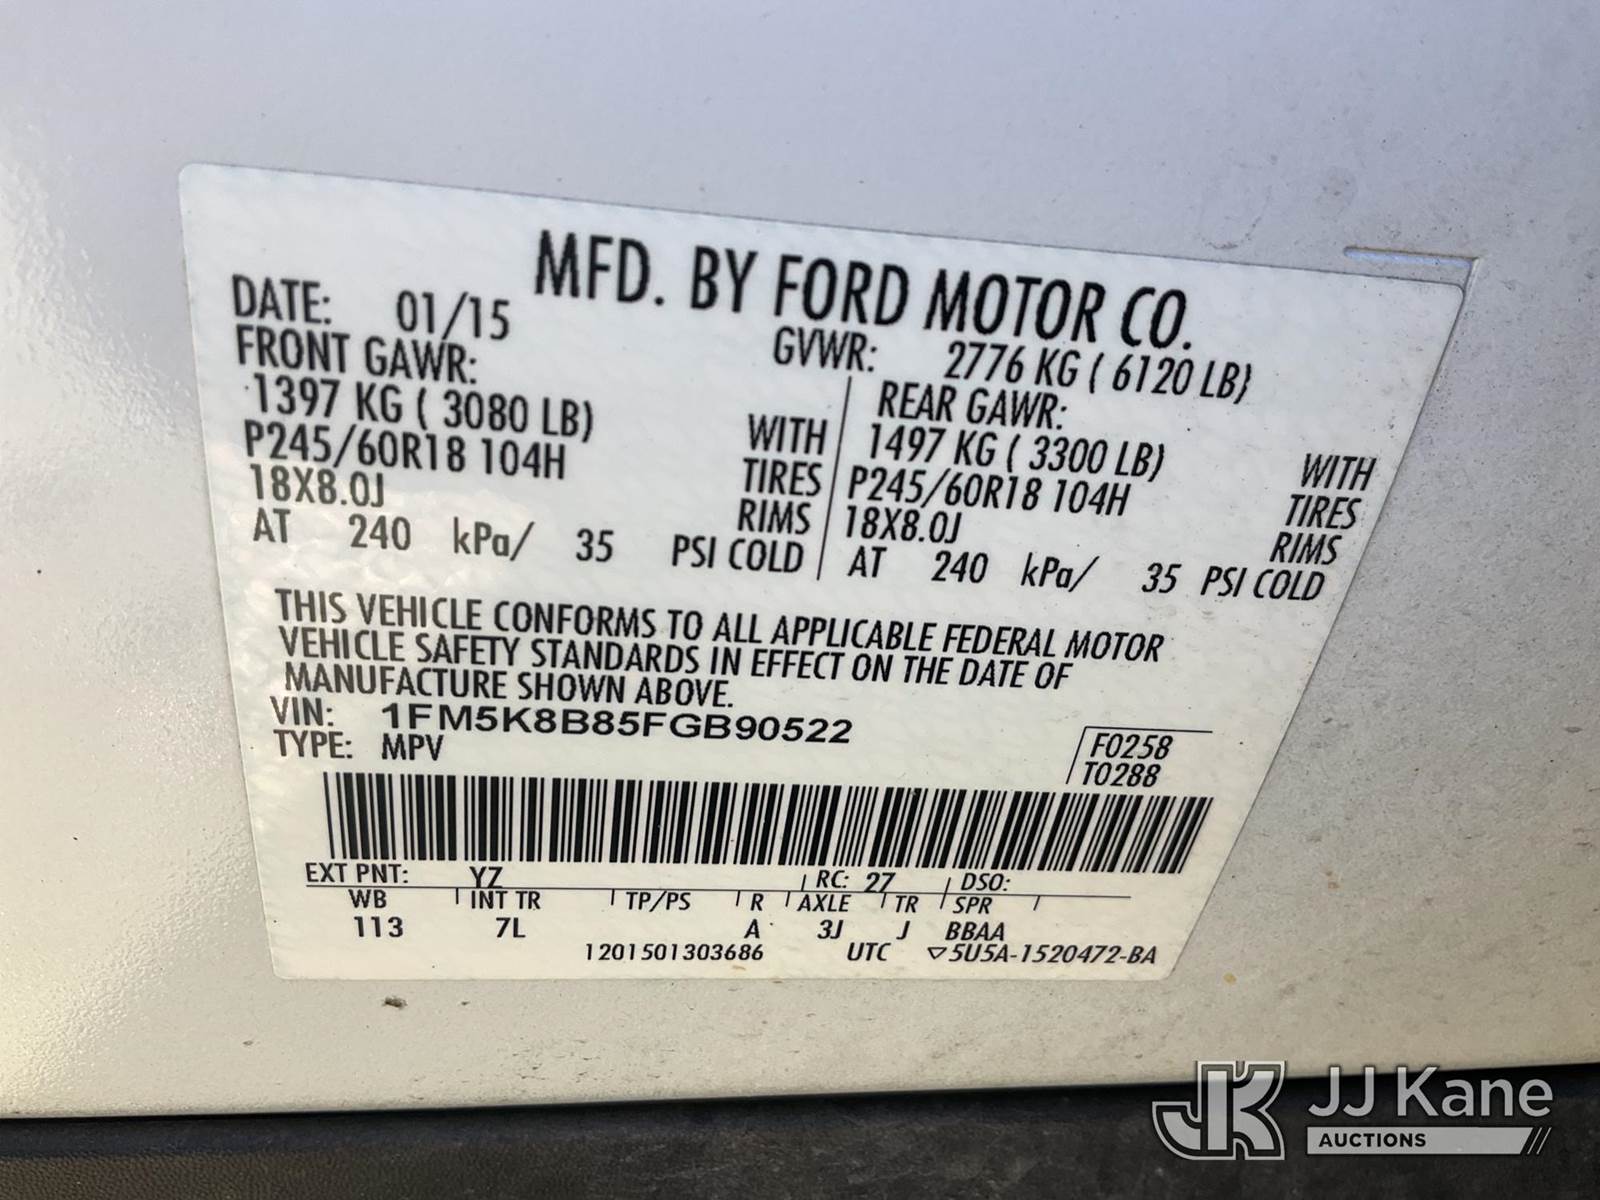 MFD. BY FORD MOTOR CO.
DATE: 01/15 GVWR: 2776 KG ( 6120 LB)
FRONT GAWR: REAR GAWR:
1397 KG ( 3080 LB) WITH 1497 KG ( 3300 LB) WITH
P245/60R18 104H TIRES P245/60R18 104H TIRES
18X8.0J RIMS 18X8.0J RIMS
AT 240 kPa/ 35 PSI COLD AT 240 kPa/ 35 PSI COLD
THIS VEHICLE CONFORMS TO ALL APPLICABLE FEDERAL MOTOR
VEHICLE SAFETY STANDARDS IN EFFECT ON THE DATE OF
MANUFACTURE SHOWN ABOVE.
VIN: 1FM5K8B85FGB90522
TYPE: MPV
F0258
T0288
EXT PNT: YZ RC: 27 DSO:
WB INT TR TP/PS R AXLE TR SPR
113 7L A 3J J BBAA
1201501303686 UTC ▽5U5A-1520472-BA
JK JJ Kane
AUCTIONS